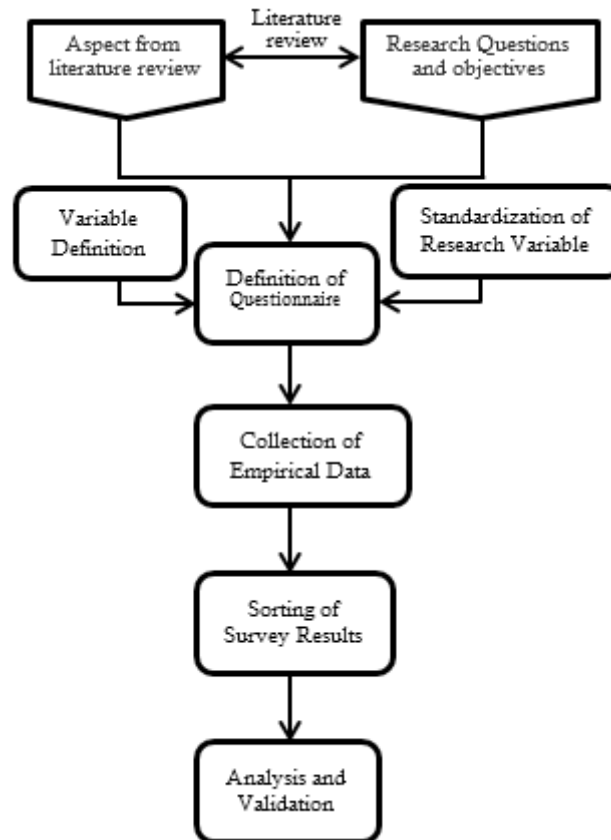 Literature
review
Aspect from
literature review
Research Questions
and objectives
Variable
Definition
Standardization of
Research Variable
Definition of
Questionnaire
Collection of
Empirical Data
Sorting of
Survey Results
Analysis and
Validation